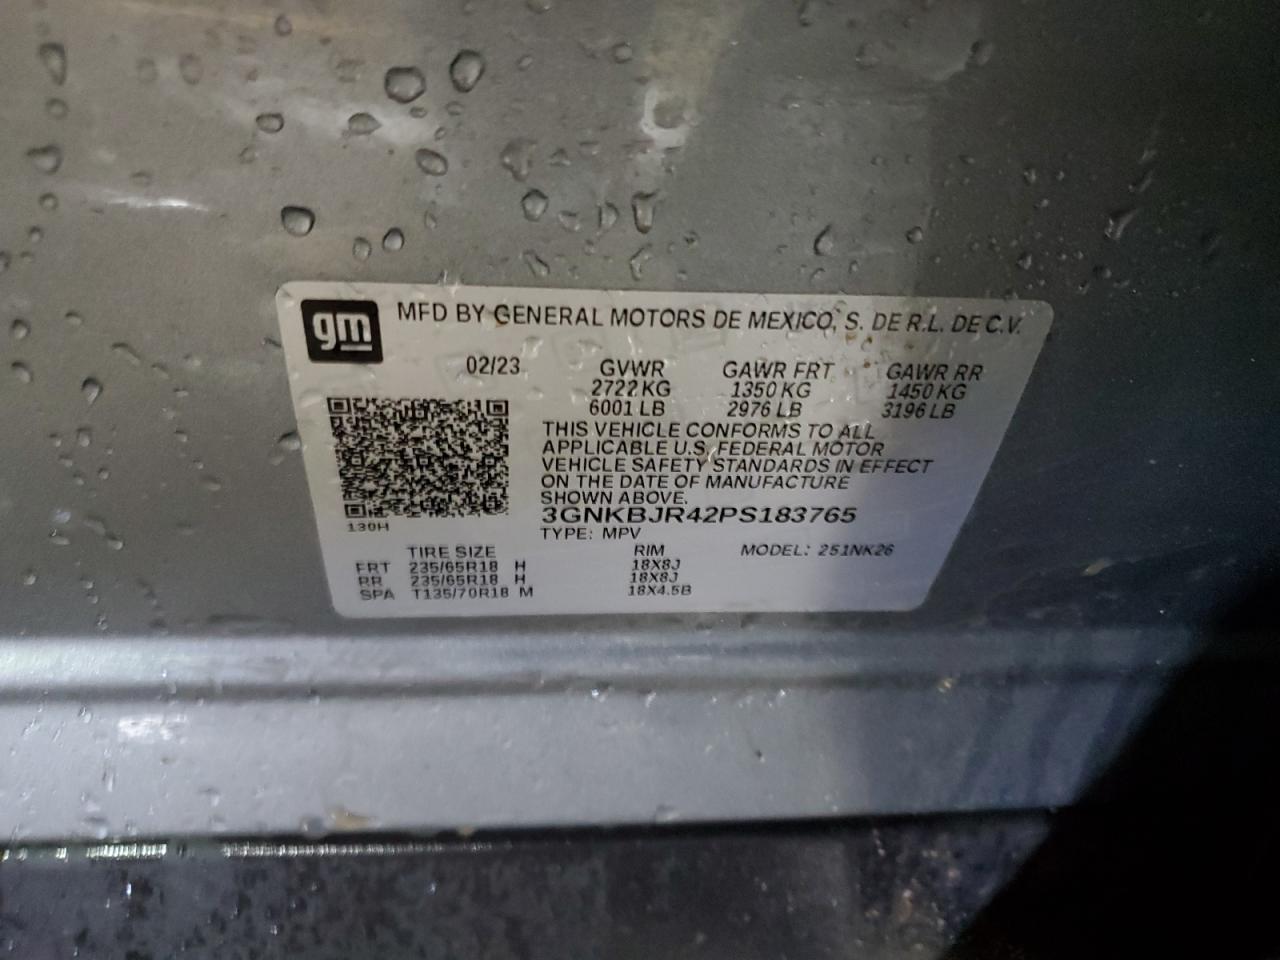 gm
MFD BY GENERAL MOTORS DE MEXICO, S. DE R.L. DE C.V.
02/23 GVWR GAWR FRT GAWR RR
2722 KG 1350 KG 1450 KG
6001 LB 2976 LB 3196 LB
THIS VEHICLE CONFORMS TO ALL
APPLICABLE U.S. FEDERAL MOTOR
VEHICLE SAFETY STANDARDS IN EFFECT
ON THE DATE OF MANUFACTURE
SHOWN ABOVE.
3GNKBJR42PS183765
130H
TYPE: MPV
TIRE SIZE RIM MODEL: 251NK26
FRT 235/65R18 H 18X8J
RR 235/65R18 H 18X8J
SPA T135/70R18 M 18X4.5B